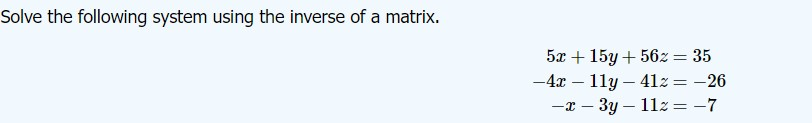 Solve the following system using the inverse of a matrix.
5x + 15y + 56z = 35
−4x − 11y − 41z = −26
−x − 3y − 11z = −7